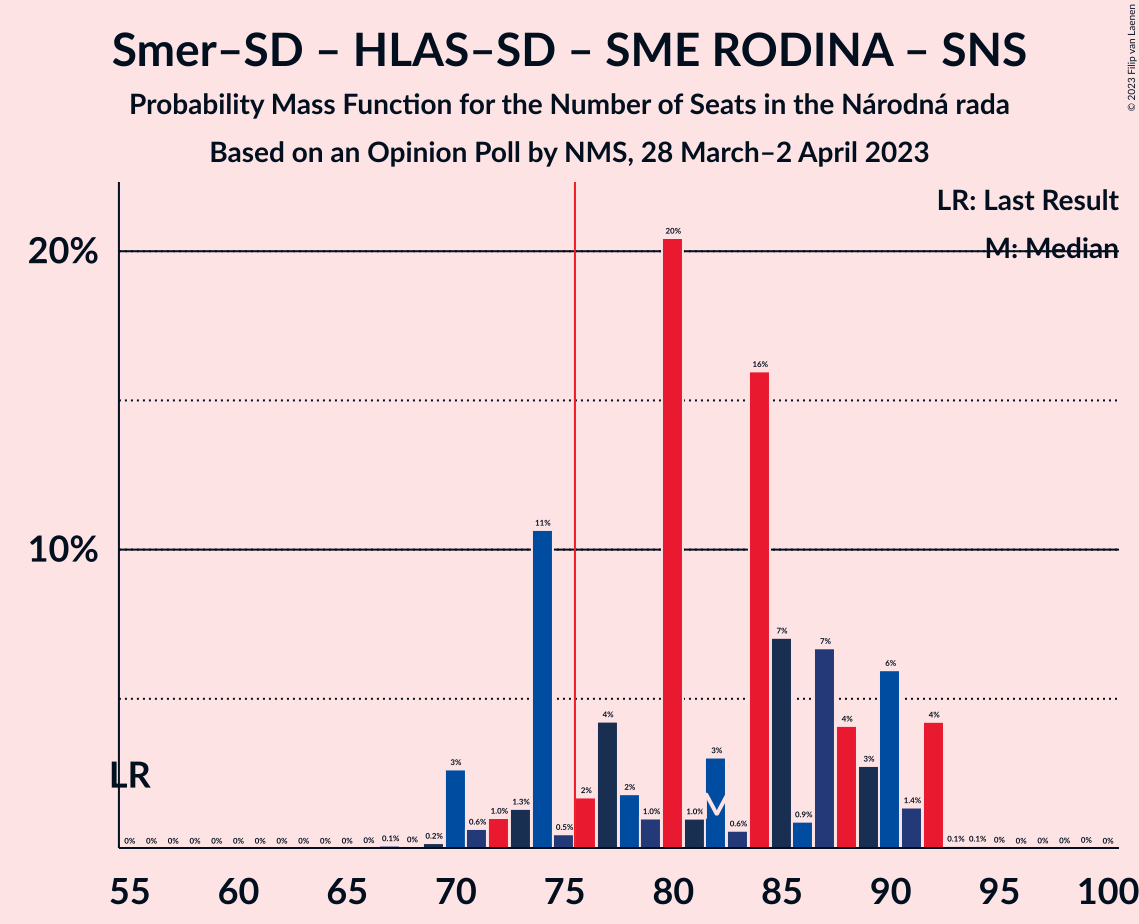 Smer–SD – HLAS–SD – SME RODINA – SNS
Probability Mass Function for the Number of Seats in the Národná rada
Based on an Opinion Poll by NMS, 28 March–2 April 2023
© 2023 Filip van Laenen
LR: Last Result
M: Median
20%
10%
LR
M
0% 0% 0% 0% 0% 0% 0% 0% 0% 0% 0% 0% 0.1% 0% 0.2% 3% 0.6% 1.0% 1.3% 11% 0.5% 2% 4% 2% 1.0% 20% 1.0% 3% 0.6% 16% 7% 0.9% 7% 4% 3% 6% 1.4% 4% 0.1% 0.1% 0% 0% 0% 0% 0% 0%
55 60 65 70 75 80 85 90 95 100